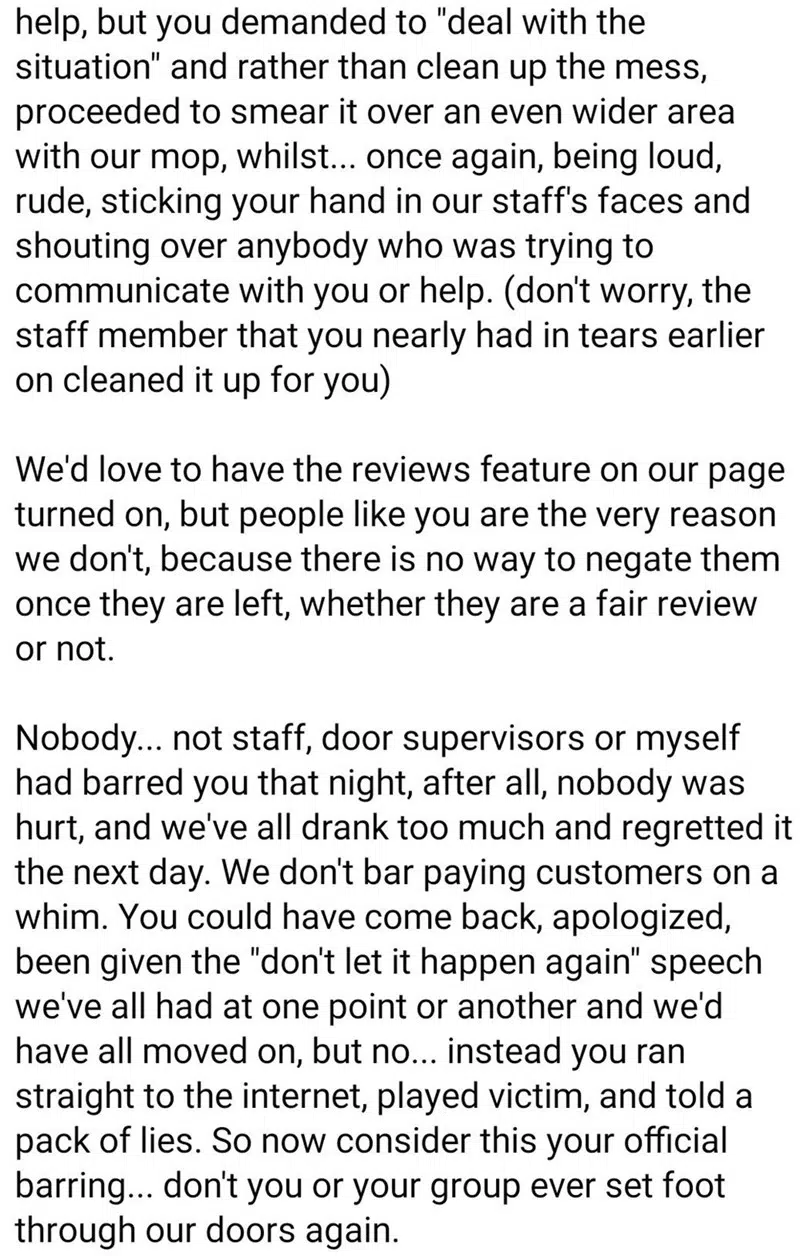 help, but you demanded to "deal with the
situation" and rather than clean up the mess,
proceeded to smear it over an even wider area
with our mop, whilst... once again, being loud,
rude, sticking your hand in our staff's faces and
shouting over anybody who was trying to
communicate with you or help. (don't worry, the
staff member that you nearly had in tears earlier
on cleaned it up for you)

We'd love to have the reviews feature on our page
turned on, but people like you are the very reason
we don't, because there is no way to negate them
once they are left, whether they are a fair review
or not.

Nobody... not staff, door supervisors or myself
had barred you that night, after all, nobody was
hurt, and we've all drank too much and regretted it
the next day. We don't bar paying customers on a
whim. You could have come back, apologized,
been given the "don't let it happen again" speech
we've all had at one point or another and we'd
have all moved on, but no... instead you ran
straight to the internet, played victim, and told a
pack of lies. So now consider this your official
barring... don't you or your group ever set foot
through our doors again.